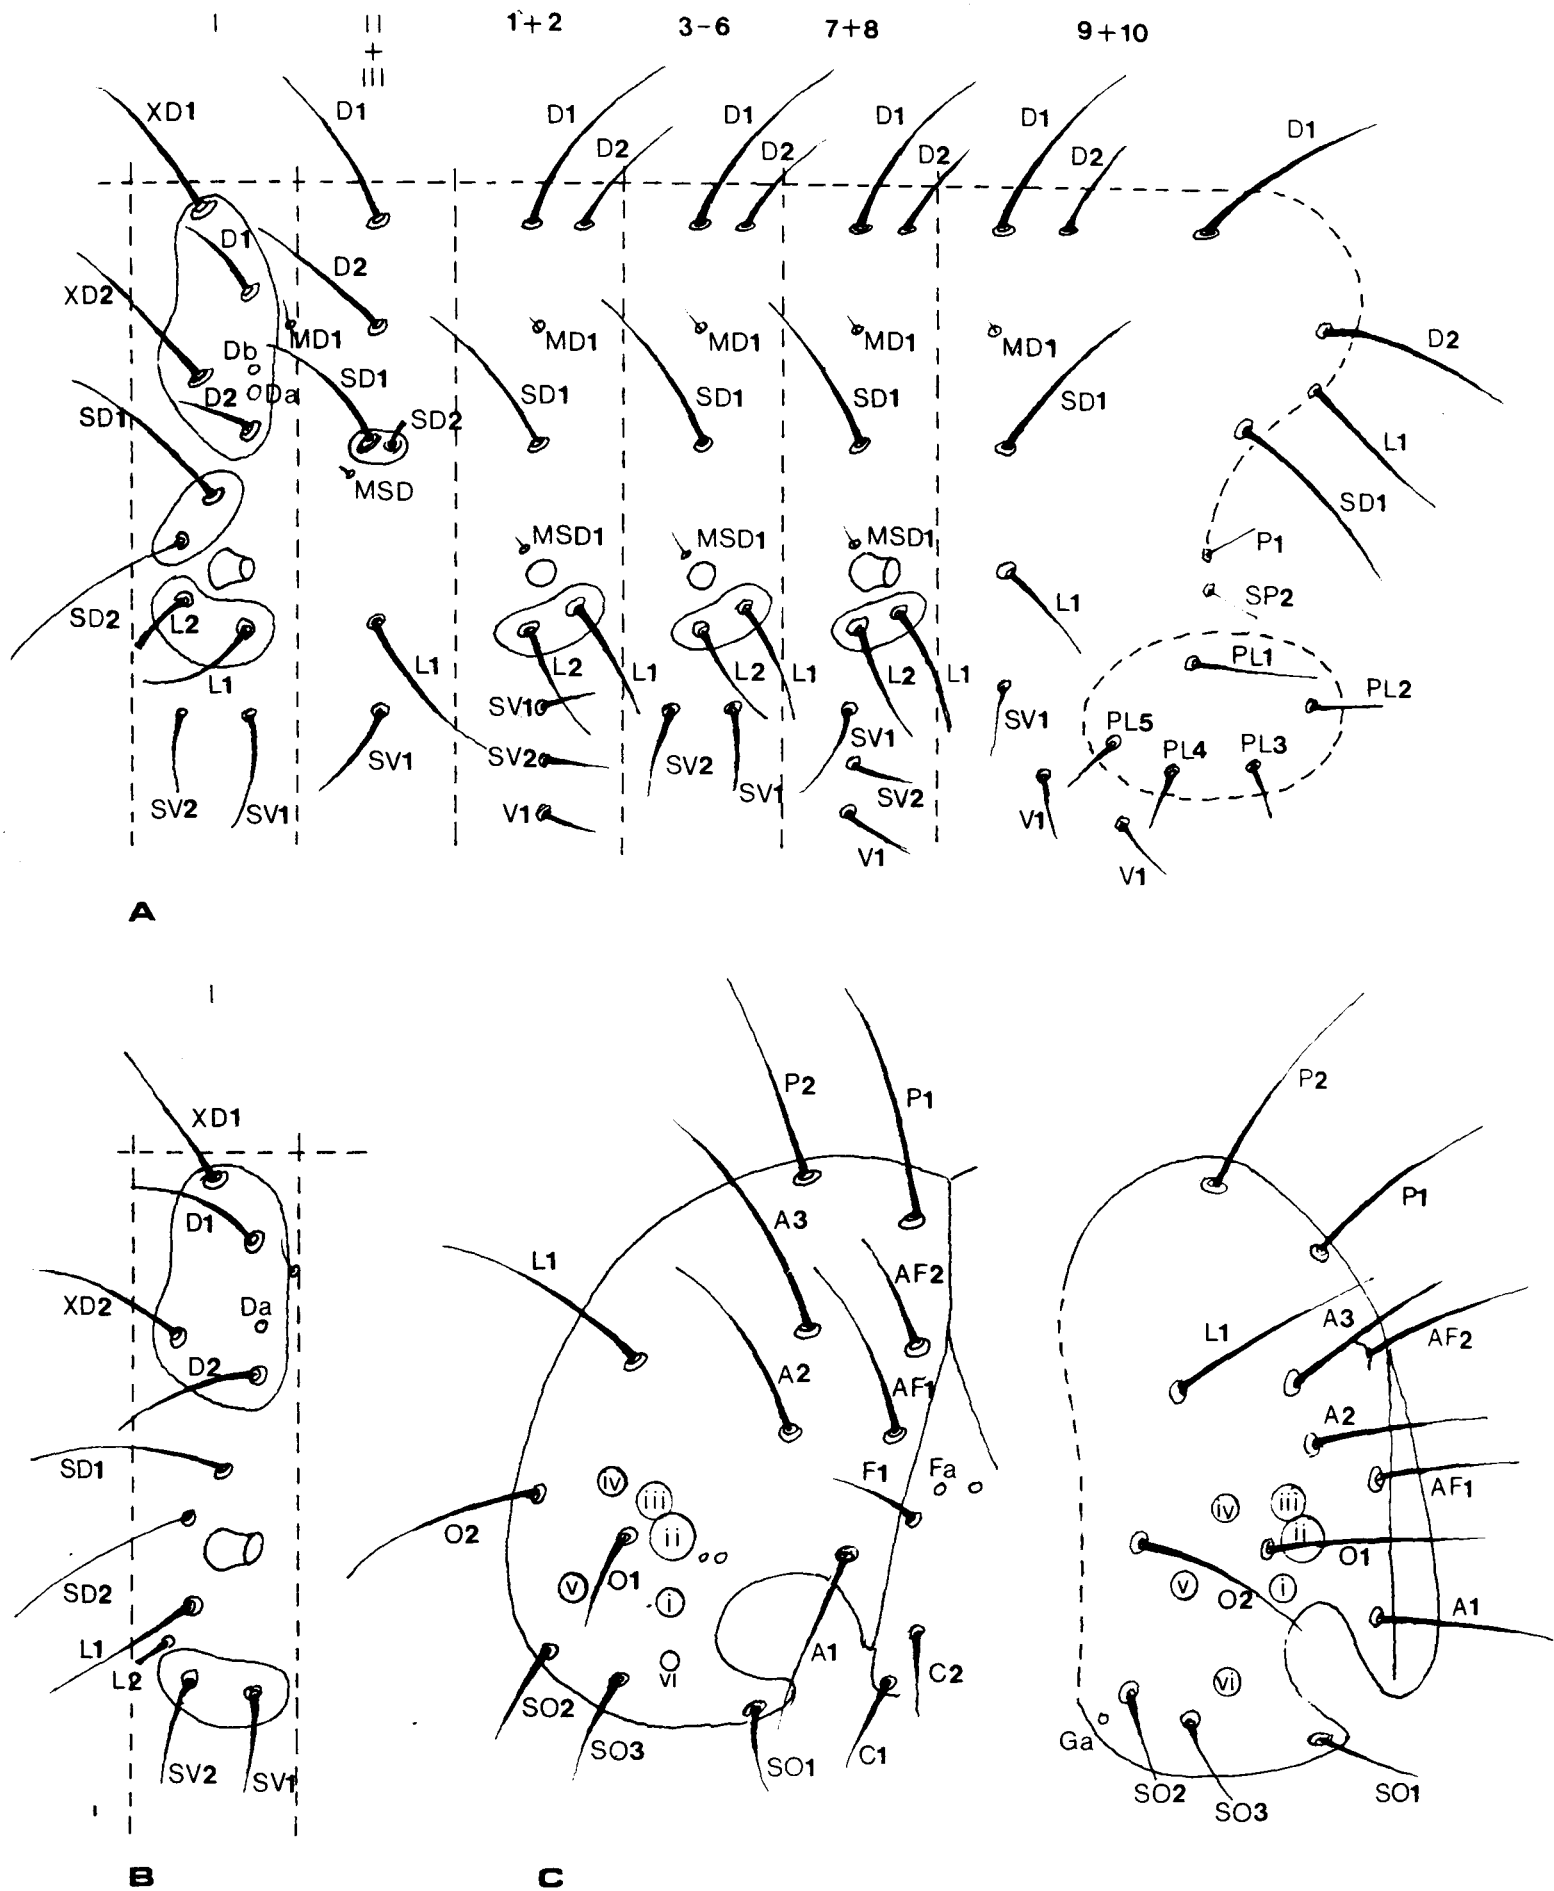 I II + III 1+2 3-6 7+8 9+10
XD1 D1 D1 D1 D1 D1 D1
D2 D2 D2 D2
D1 D2
XD2 MD1 MD1 MD1 MD1 MD1 D2
Db
D2 Da SD1 SD1 SD1 SD1 SD1
SD1 SD2 L1
MSD SD1
MSD1 MSD1 MSD1 P1
SP2
SD2 L2 L1
L1 L1 L2 L1 L2 L1 L2 L1 PL1 PL2
SV1 SV1 SV1 PL5
SV1 SV2 SV2 PL4 PL3
SV2 SV1 SV1 SV2
V1 V1 V1
V1
A
I
P2 P1 P2
XD1
D1 A3 P1
L1 AF2
XD2 Da L1 A3 AF2
D2 A2 AF1 A2
SD1 F1 Fa AF1
iv iii iv iii
O2 ii ii O1
SD2 v O1 i v O2 i A1
L1 A1
L2 vi C2 vi
SO2 Ga
SV2 SV1 SO3 SO1 C1 SO2 SO3 SO1
B C